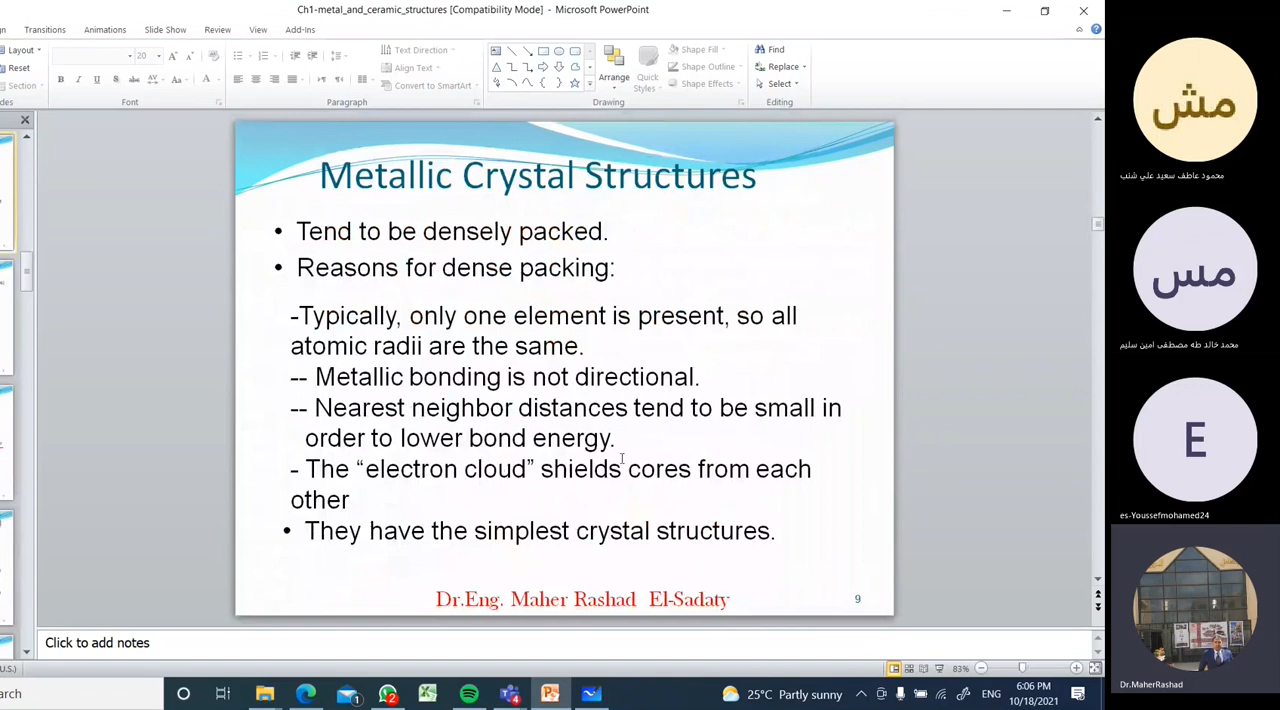 Ch1-metal_and_ceramic_structures [Compatibility Mode] - Microsoft PowerPoint
Transitions Animations Slide Show Review View Add-Ins
Layout
Reset
Section
20
Text Direction
Align Text
Convert to SmartArt
Arrange
Quick
Styles
Shape Fill
Shape Outline
Shape Effects
Find
Replace
Select
Font
Paragraph
Drawing
Editing
Metallic Crystal Structures
• Tend to be densely packed.
• Reasons for dense packing:
-Typically, only one element is present, so all
atomic radii are the same.
-- Metallic bonding is not directional.
-- Nearest neighbor distances tend to be small in
order to lower bond energy.
- The “electron cloud” shields cores from each
other
• They have the simplest crystal structures.
Dr.Eng. Maher Rashad El-Sadaty
9
Click to add notes
U.S.)
83%
arch
25°C Partly sunny
ENG
6:06 PM
10/18/2021
مش
محمود عاطف سعيد علي شنب
مس
محمد خالد طه مصطفى امين سليم
E
es-Youssefmohamed24
Dr.MaherRashad